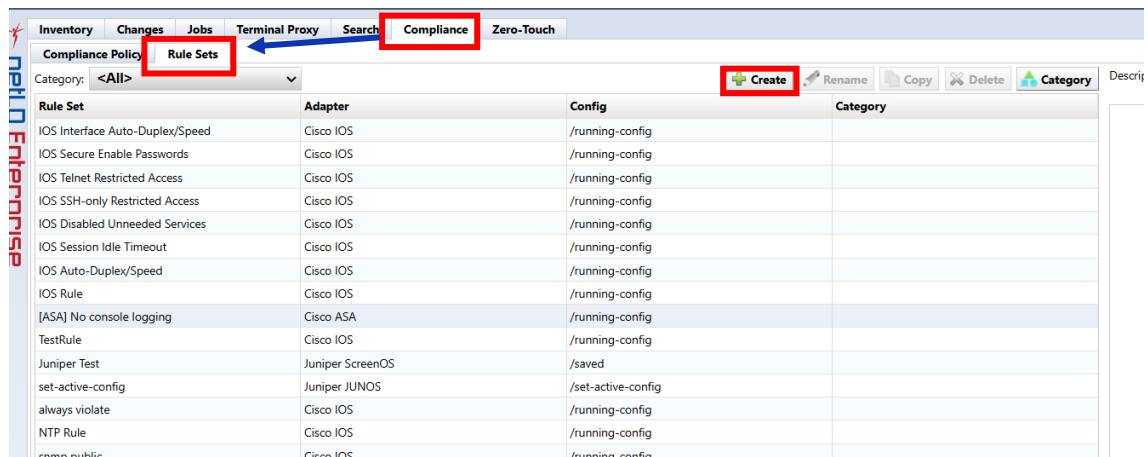 Inventory Changes Jobs Terminal Proxy Search Compliance Zero-Touch
Compliance Policy Rule Sets
Category: <All> Create Rename Copy Delete Category
Rule Set Adapter Config Category
IOS Interface Auto-Duplex/Speed Cisco IOS /running-config
IOS Secure Enable Passwords Cisco IOS /running-config
IOS Telnet Restricted Access Cisco IOS /running-config
IOS SSH-only Restricted Access Cisco IOS /running-config
IOS Disabled Unneeded Services Cisco IOS /running-config
IOS Session Idle Timeout Cisco IOS /running-config
IOS Auto-Duplex/Speed Cisco IOS /running-config
IOS Rule Cisco IOS /running-config
[ASA] No console logging Cisco ASA /running-config
TestRule Cisco IOS /running-config
Juniper Test Juniper ScreenOS /saved
set-active-config Juniper JUNOS /set-active-config
always violate Cisco IOS /running-config
NTP Rule Cisco IOS /running-config
snmp public Cisco IOS /running-config
netLD Enterprise